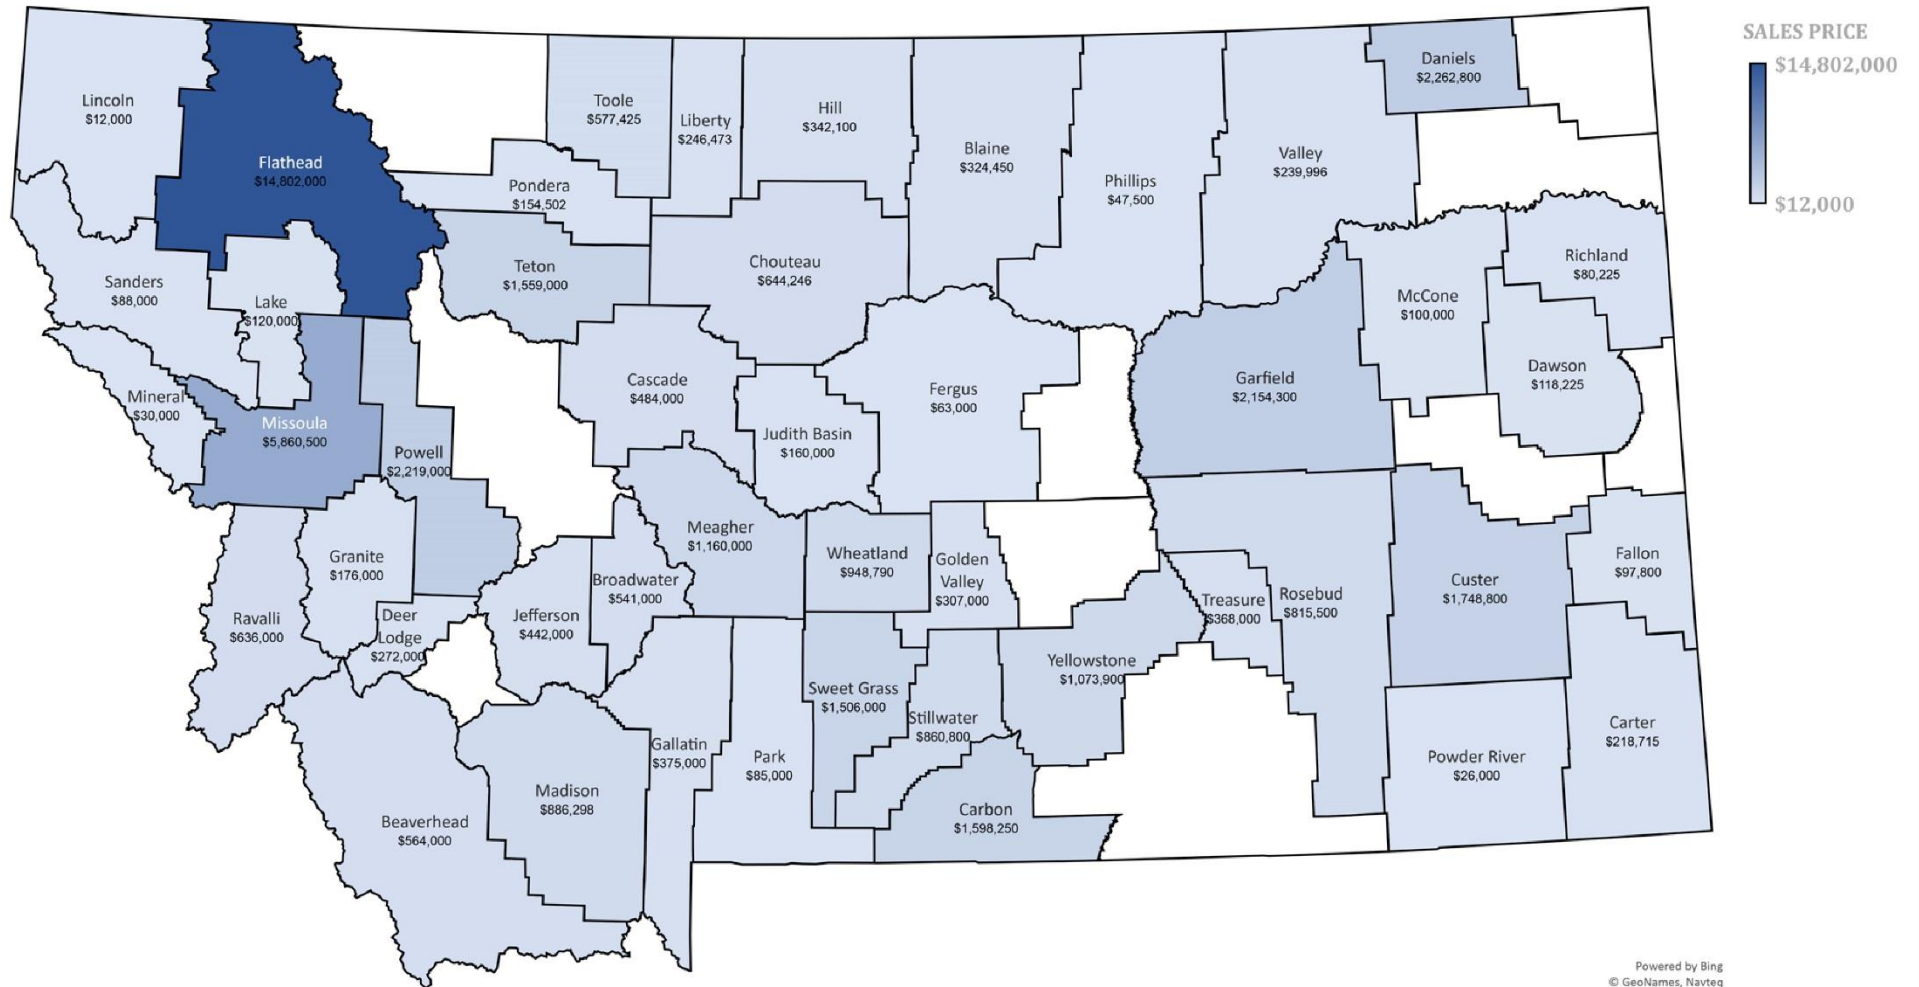 SALES PRICE
$14,802,000
$12,000
Lincoln
$12,000
Flathead
$14,802,000
Toole
$577,425
Liberty
$246,473
Hill
$342,100
Blaine
$324,450
Phillips
$47,500
Valley
$239,996
Daniels
$2,262,800
Pondera
$154,502
Teton
$1,559,000
Chouteau
$644,246
Sanders
$88,000
Lake
$120,000
McCone
$100,000
Richland
$80,225
Mineral
$30,000
Missoula
$5,860,500
Powell
$2,219,000
Cascade
$484,000
Judith Basin
$160,000
Fergus
$63,000
Garfield
$2,154,300
Dawson
$118,225
Granite
$176,000
Meagher
$1,160,000
Wheatland
$948,790
Golden
Valley
$307,000
Treasure
$368,000
Rosebud
$815,500
Custer
$1,748,800
Fallon
$97,800
Ravalli
$636,000
Deer
Lodge
$272,000
Jefferson
$442,000
Broadwater
$541,000
Sweet Grass
$1,506,000
Stillwater
$860,800
Yellowstone
$1,073,900
Beaverhead
$564,000
Madison
$886,298
Gallatin
$375,000
Park
$85,000
Carbon
$1,598,250
Powder River
$26,000
Carter
$218,715
Powered by Bing
© GeoNames, Navteq